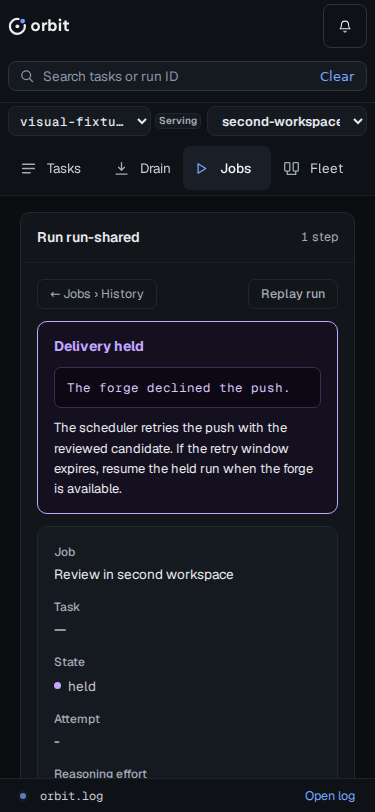 orbit
Search tasks or run ID Clear
visual-fixtu… Serving second-workspace
Tasks Drain Jobs Fleet
Run run-shared 1 step
← Jobs › History Replay run
Delivery held
The forge declined the push.
The scheduler retries the push with the
reviewed candidate. If the retry window
expires, resume the held run when the forge
is available.
Job
Review in second workspace
Task
—
State
held
Attempt
-
Reasoning effort
orbit.log Open log